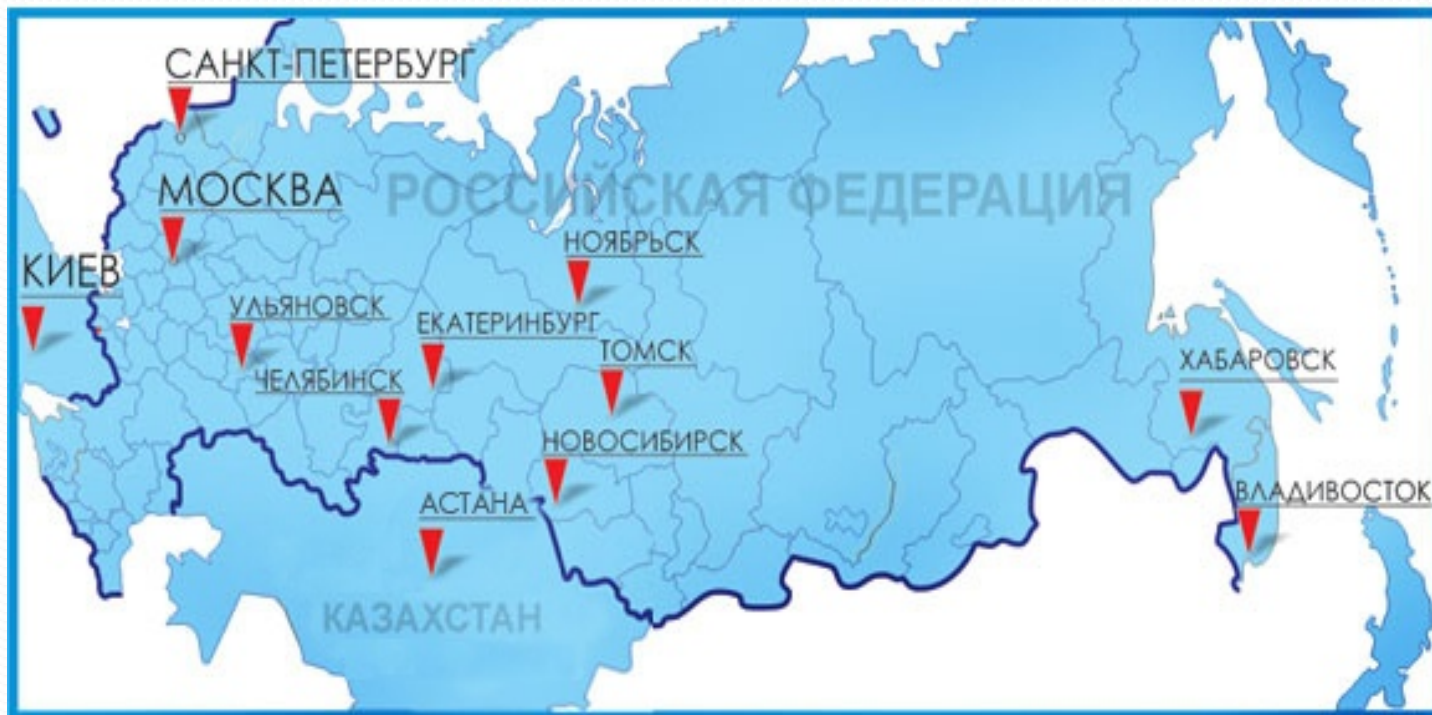 САНКТ-ПЕТЕРБУРГ
МОСКВА
РОССИЙСКАЯ ФЕДЕРАЦИЯ
НОЯБРЬСК
КИЕВ
УЛЬЯНОВСК
ЕКАТЕРИНБУРГ
ТОМСК
ХАБАРОВСК
ЧЕЛЯБИНСК
НОВОСИБИРСК
ВЛАДИВОСТОК
АСТАНА
КАЗАХСТАН